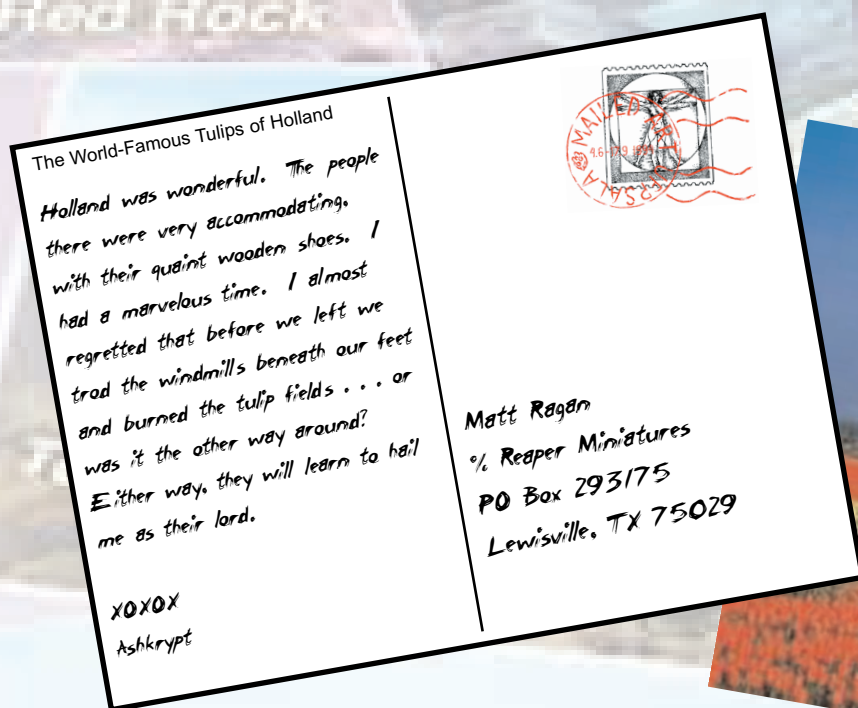 Hock
The World-Famous Tulips of Holland
Holland was wonderful. The people
there were very accommodating.
with their quaint wooden shoes. I
had a marvelous time. I almost
regretted that before we left we
trod the windmills beneath our feet
and burned the tulip fields . . . or
was it the other way around?
Either way, they will learn to hail
me as their lord.
XOXOX
Ashkrypt
MAILED
Matt Ragan
% Reaper Miniatures
PO Box 293175
Lewisville, TX 75029